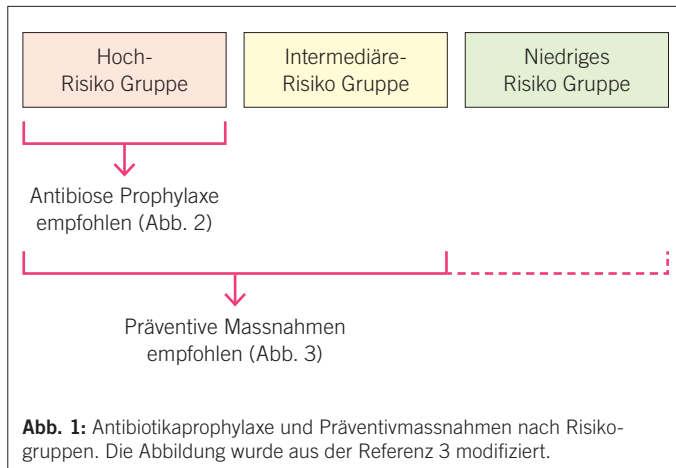 Hoch-
Risiko Gruppe
Intermediäre-
Risiko Gruppe
Niedriges
Risiko Gruppe
Antibiose Prophylaxe
empfohlen (Abb. 2)
Präventive Massnahmen
empfohlen (Abb. 3)
Abb. 1: Antibiotikaprophylaxe und Präventivmassnahmen nach Risiko-
gruppen. Die Abbildung wurde aus der Referenz 3 modifiziert.